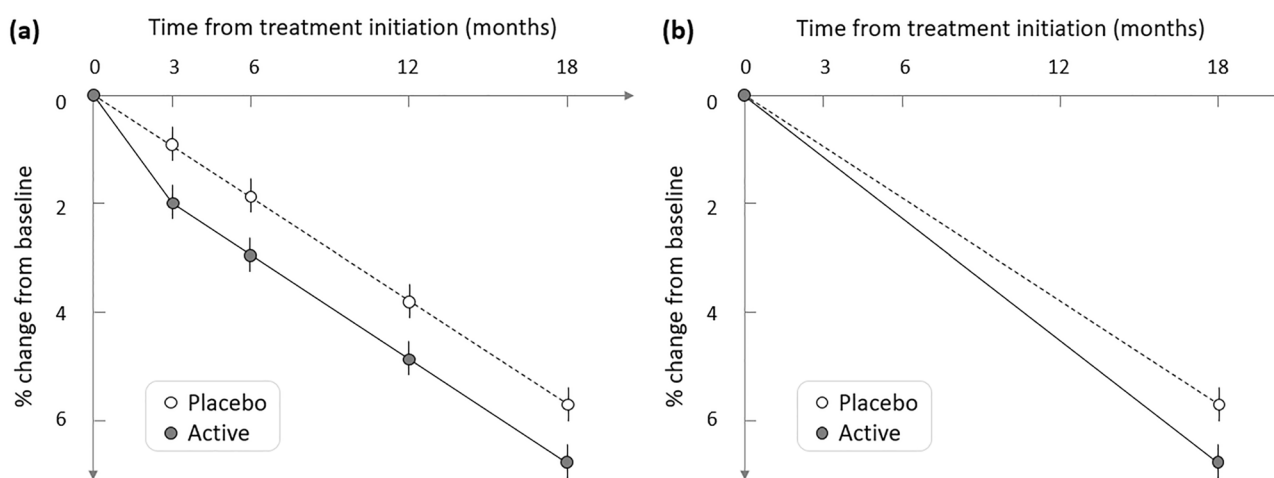 (a)
Time from treatment initiation (months)
0 3 6 12 18
0
2
4
6
% change from baseline
Placebo
Active
(b)
Time from treatment initiation (months)
0 3 6 12 18
0
2
4
6
% change from baseline
Placebo
Active